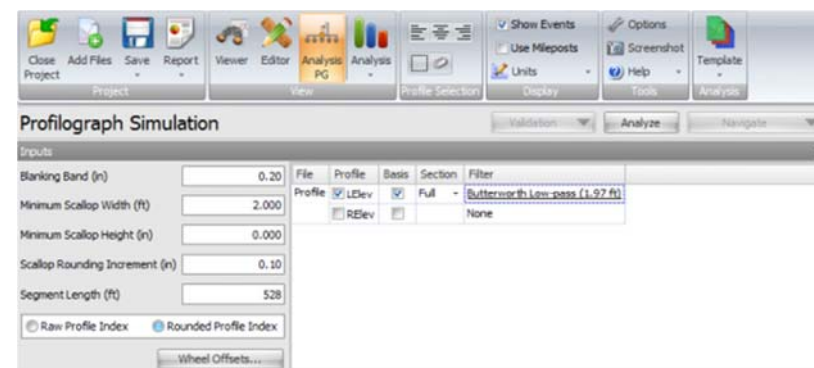 Close Project
Add Files
Save
Report
Viewer
Editor
Analysis PG
Analysis
Show Events
Use Mileposts
Units
Options
Screenshot
Help
Template
Project
View
Profile Selection
Display
Tools
Analysis
Profilograph Simulation
Validation
Analyze
Navigate
Inputs
Blanking Band (in) 0.20
Minimum Scallop Width (ft) 2.000
Minimum Scallop Height (in) 0.000
Scallop Rounding Increment (in) 0.10
Segment Length (ft) 528
Raw Profile Index Rounded Profile Index
Wheel Offsets...
File Profile Basis Section Filter
Profile LElev Full Butterworth Low-pass (1.97 ft)
RElev None